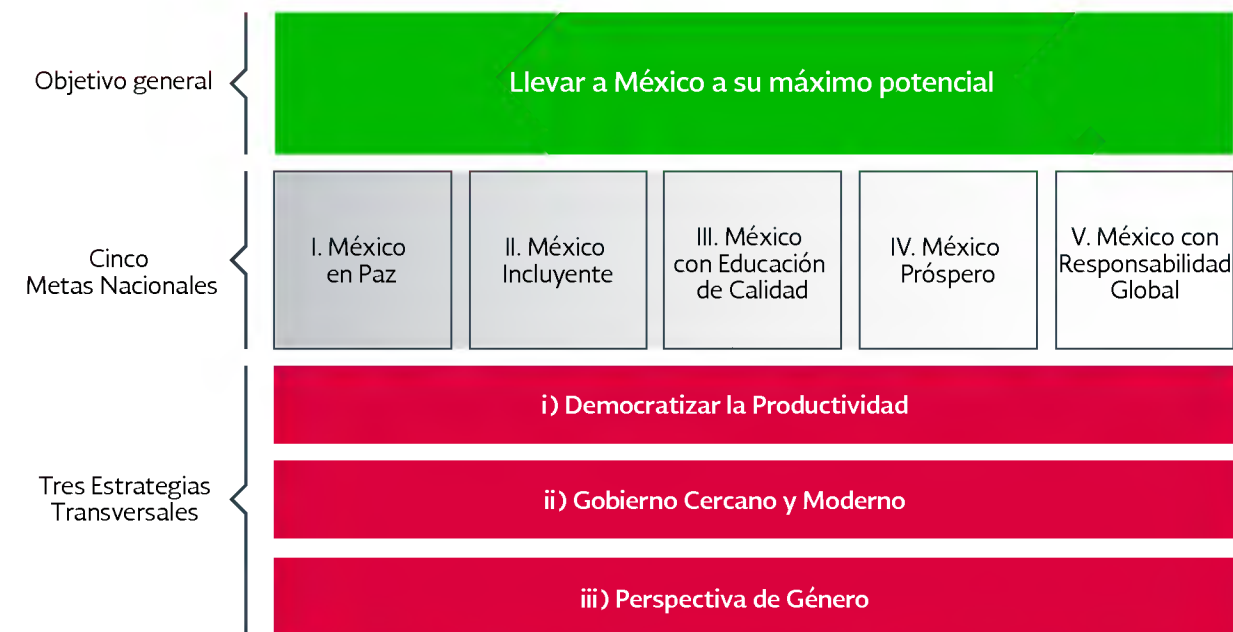 Objetivo general
Llevar a México a su máximo potencial
Cinco
Metas Nacionales
I. México
en Paz
II. México
Incluyente
III. México
con Educación
de Calidad
IV. México
Próspero
V. México con
Responsabilidad
Global
Tres Estrategias
Transversales
i) Democratizar la Productividad
ii) Gobierno Cercano y Moderno
iii) Perspectiva de Género